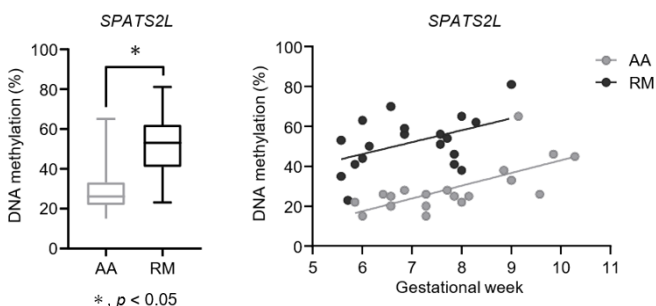 SPATS2L
DNA methylation (%)
100
80
60
40
20
0
*
AA RM
*, p < 0.05
SPATS2L
DNA methylation (%)
100
80
60
40
20
0
5 6 7 8 9 10 11
Gestational week
AA
RM